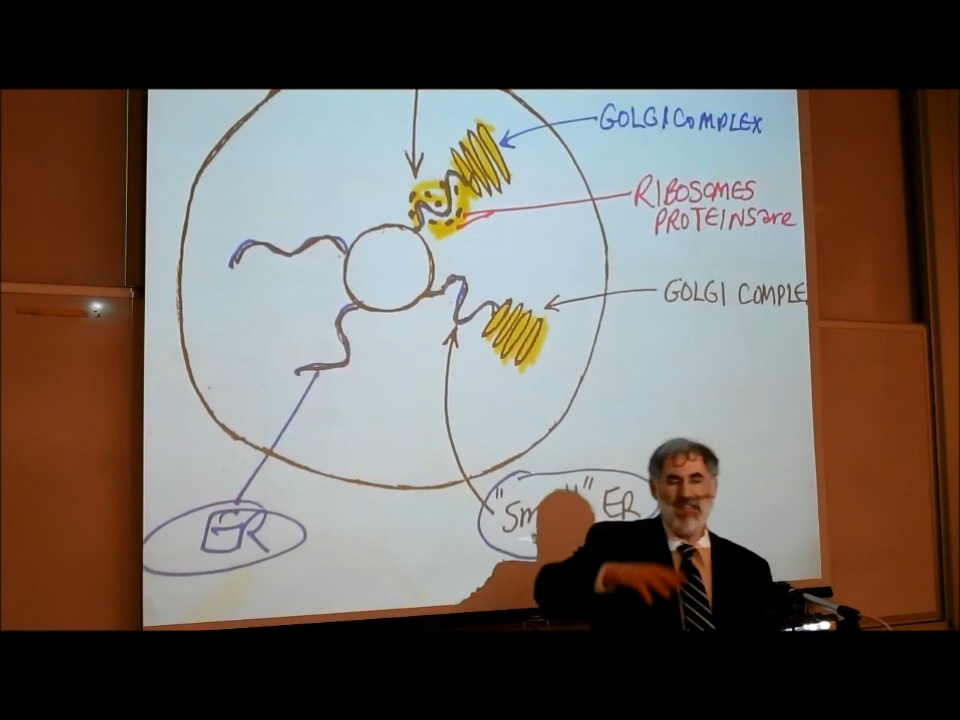 GOLGI COMPLEX
RIBOSOMES
PROTEINS are
GOLGI COMPLE
ER
ER